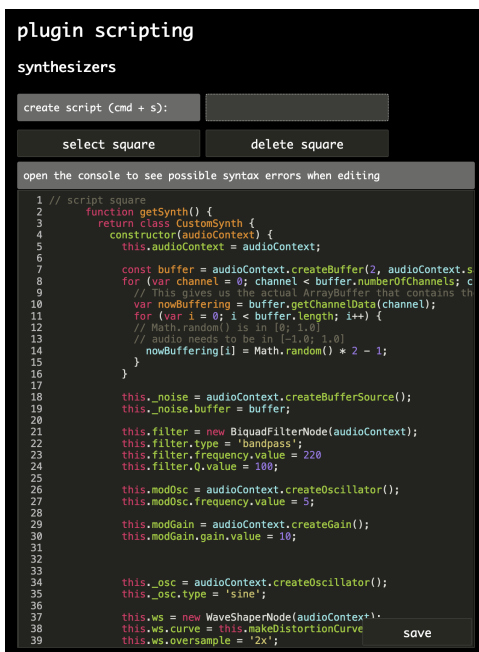 plugin scripting
synthesizers
create script (cmd + s):
select square
delete square
open the console to see possible syntax errors when editing
1 // script square
2 function getSynth() {
3 return class CustomSynth {
4 constructor(audioContext) {
5 this.audioContext = audioContext;
6
7 const buffer = audioContext.createBuffer(2, audioContext.s
8 for (var channel = 0; channel < buffer.numberOfChannels; c
9 // This gives us the actual ArrayBuffer that contains th
10 var nowBuffering = buffer.getChannelData(channel);
11 for (var i = 0; i < buffer.length; i++) {
12 // Math.random() is in [0; 1.0]
13 // audio needs to be in [-1.0; 1.0]
14 nowBuffering[i] = Math.random() * 2 - 1;
15 }
16 }
17
18 this._noise = audioContext.createBufferSource();
19 this._noise.buffer = buffer;
20
21 this.filter = new BiquadFilterNode(audioContext);
22 this.filter.type = 'bandpass';
23 this.filter.frequency.value = 220
24 this.filter.Q.value = 100;
25
26 this.modOsc = audioContext.createOscillator();
27 this.modOsc.frequency.value = 5;
28
29 this.modGain = audioContext.createGain();
30 this.modGain.gain.value = 10;
31
32
33
34 this._osc = audioContext.createOscillator();
35 this._osc.type = 'sine';
36
37 this.ws = new WaveShaperNode(audioContext);
38 this.ws.curve = this.makeDistortionCurve
39 this.ws.oversample = '2x';
save